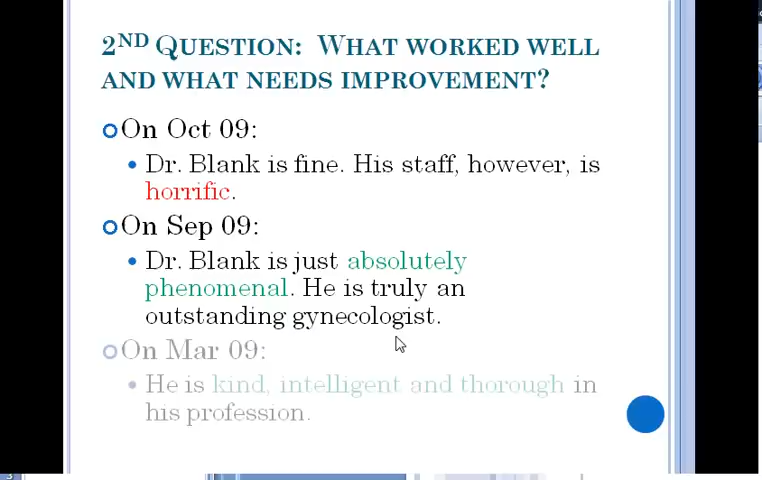 2ND QUESTION: WHAT WORKED WELL
AND WHAT NEEDS IMPROVEMENT?
On Oct 09:
Dr. Blank is fine. His staff, however, is
horrific.
On Sep 09:
Dr. Blank is just absolutely
phenomenal. He is truly an
outstanding gynecologist.
On Mar 09:
He is kind, intelligent and thorough in
his profession.
3